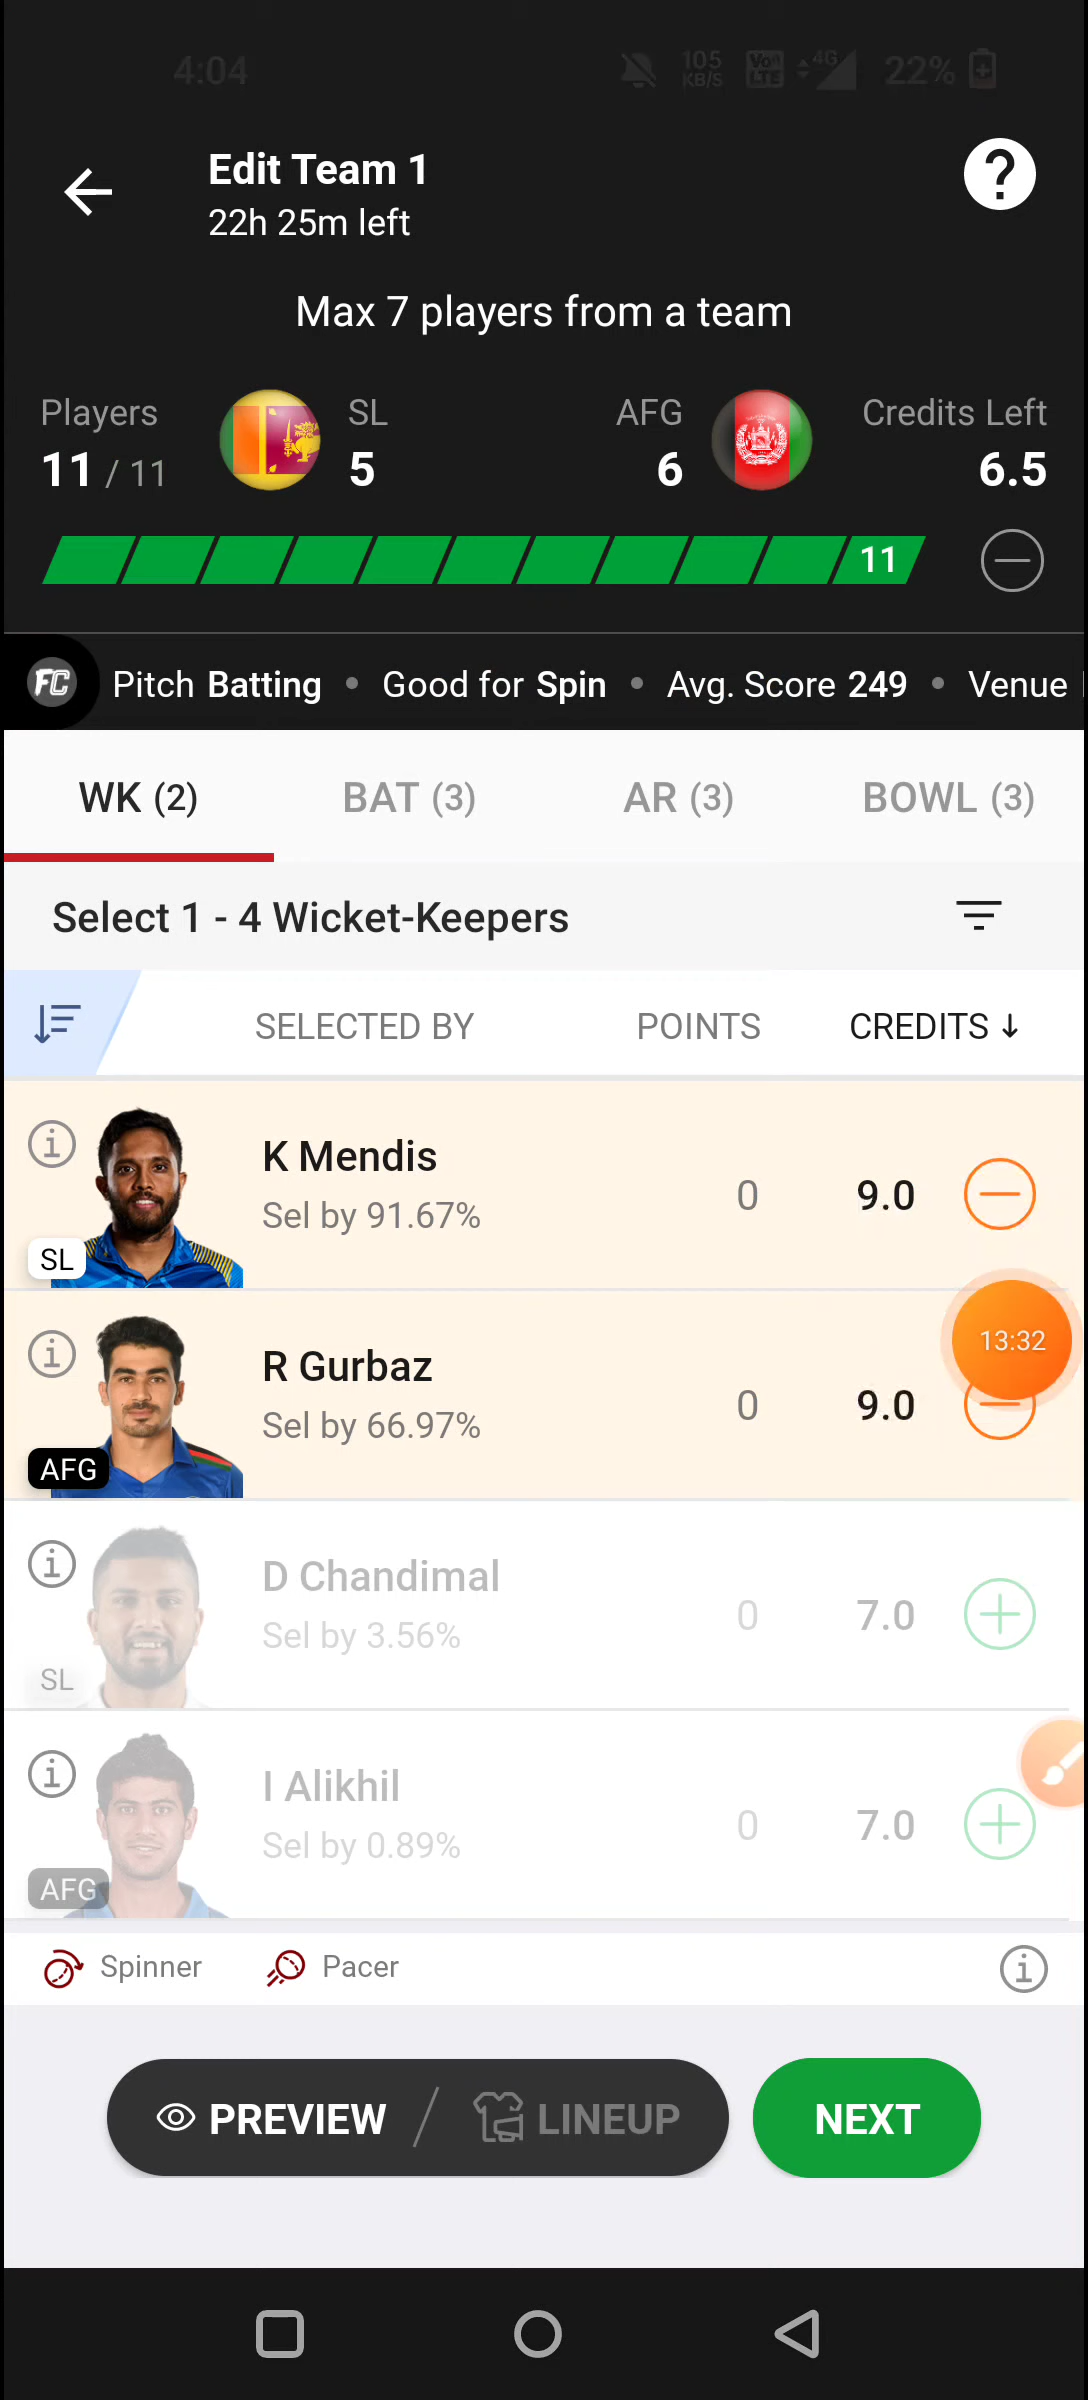 4:04 105 KB/S VoLTE 4G 22%
Edit Team 1
22h 25m left
?
Max 7 players from a team
Players SL AFG Credits Left
11 / 11 5 6 6.5
11
FC Pitch Batting • Good for Spin • Avg. Score 249 • Venue
WK (2) BAT (3) AR (3) BOWL (3)
Select 1 - 4 Wicket-Keepers
SELECTED BY POINTS CREDITS ↓
K Mendis
Sel by 91.67% 0 9.0
SL
R Gurbaz
Sel by 66.97% 0 9.0
13:32
AFG
D Chandimal
Sel by 3.56% 0 7.0
SL
I Alikhil
Sel by 0.89% 0 7.0
AFG
Spinner Pacer
PREVIEW / LINEUP NEXT